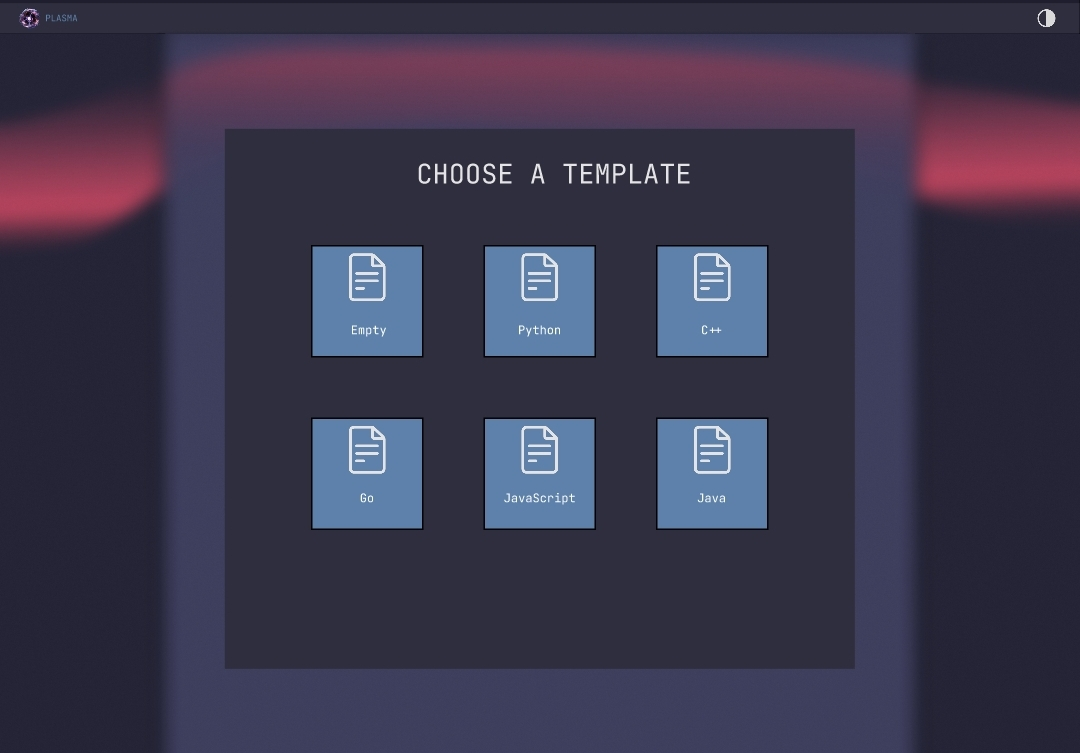 PLASMA
CHOOSE A TEMPLATE
Empty
Python
C++
Go
JavaScript
Java